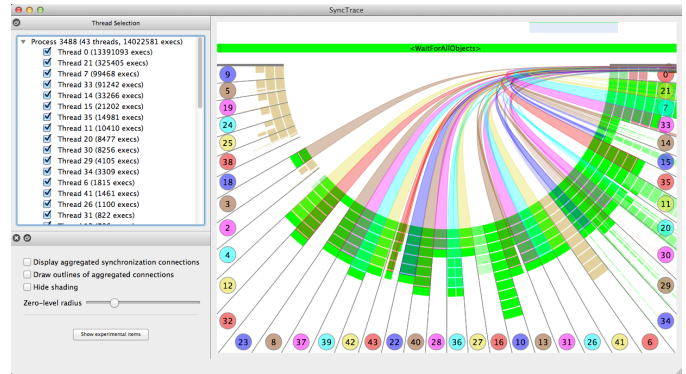 SyncTrace
Thread Selection
Process 3488 (43 threads, 14022581 execs)
Thread 0 (13391093 execs)
Thread 21 (325405 execs)
Thread 7 (99468 execs)
Thread 33 (91242 execs)
Thread 14 (33266 execs)
Thread 15 (21202 execs)
Thread 35 (14981 execs)
Thread 11 (10410 execs)
Thread 20 (8477 execs)
Thread 30 (8256 execs)
Thread 29 (4105 execs)
Thread 34 (3309 execs)
Thread 6 (1815 execs)
Thread 41 (1461 execs)
Thread 26 (1100 execs)
Thread 31 (822 execs)
Display aggregated synchronization connections
Draw outlines of aggregated connections
Hide shading
Zero-level radius
Show experimental items
<WaitForAllObjects>
9
5
19
24
25
38
18
3
2
4
12
32
23
8
37
39
42
43
22
40
28
36
27
16
10
13
31
26
41
6
34
29
30
20
11
35
15
14
33
7
21
0